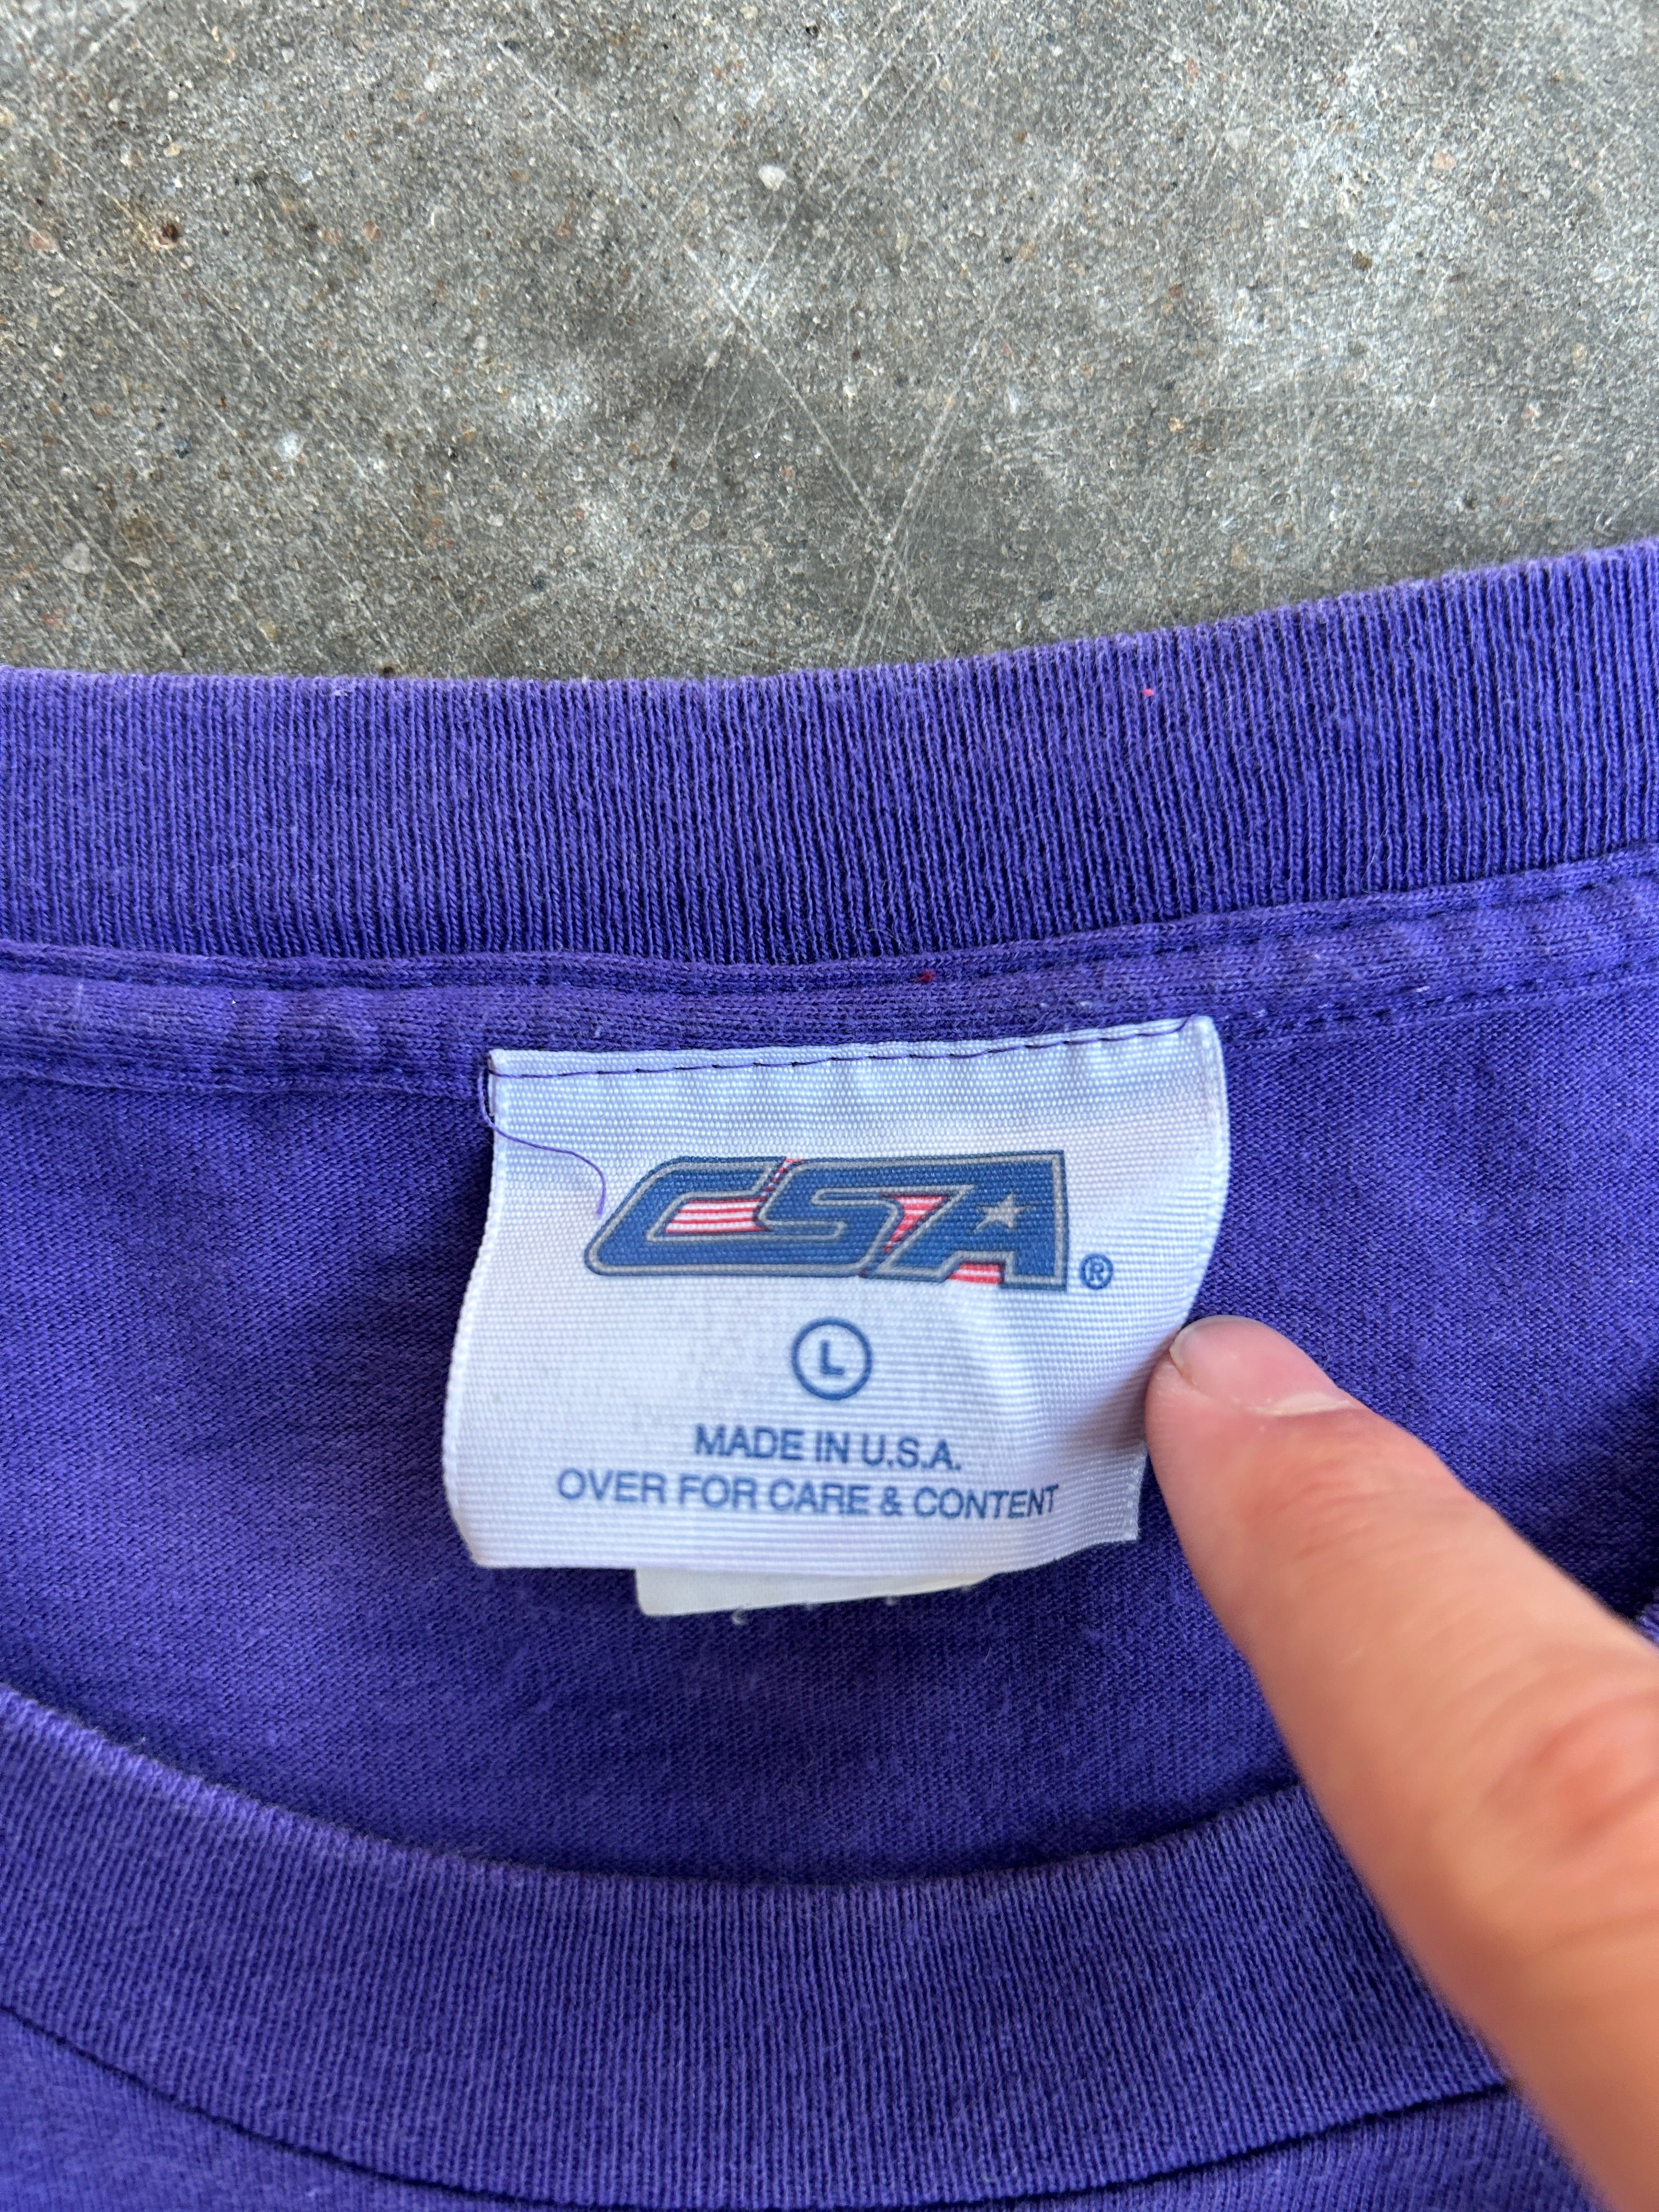 CSA®
L
MADE IN U.S.A.
OVER FOR CARE & CONTENT